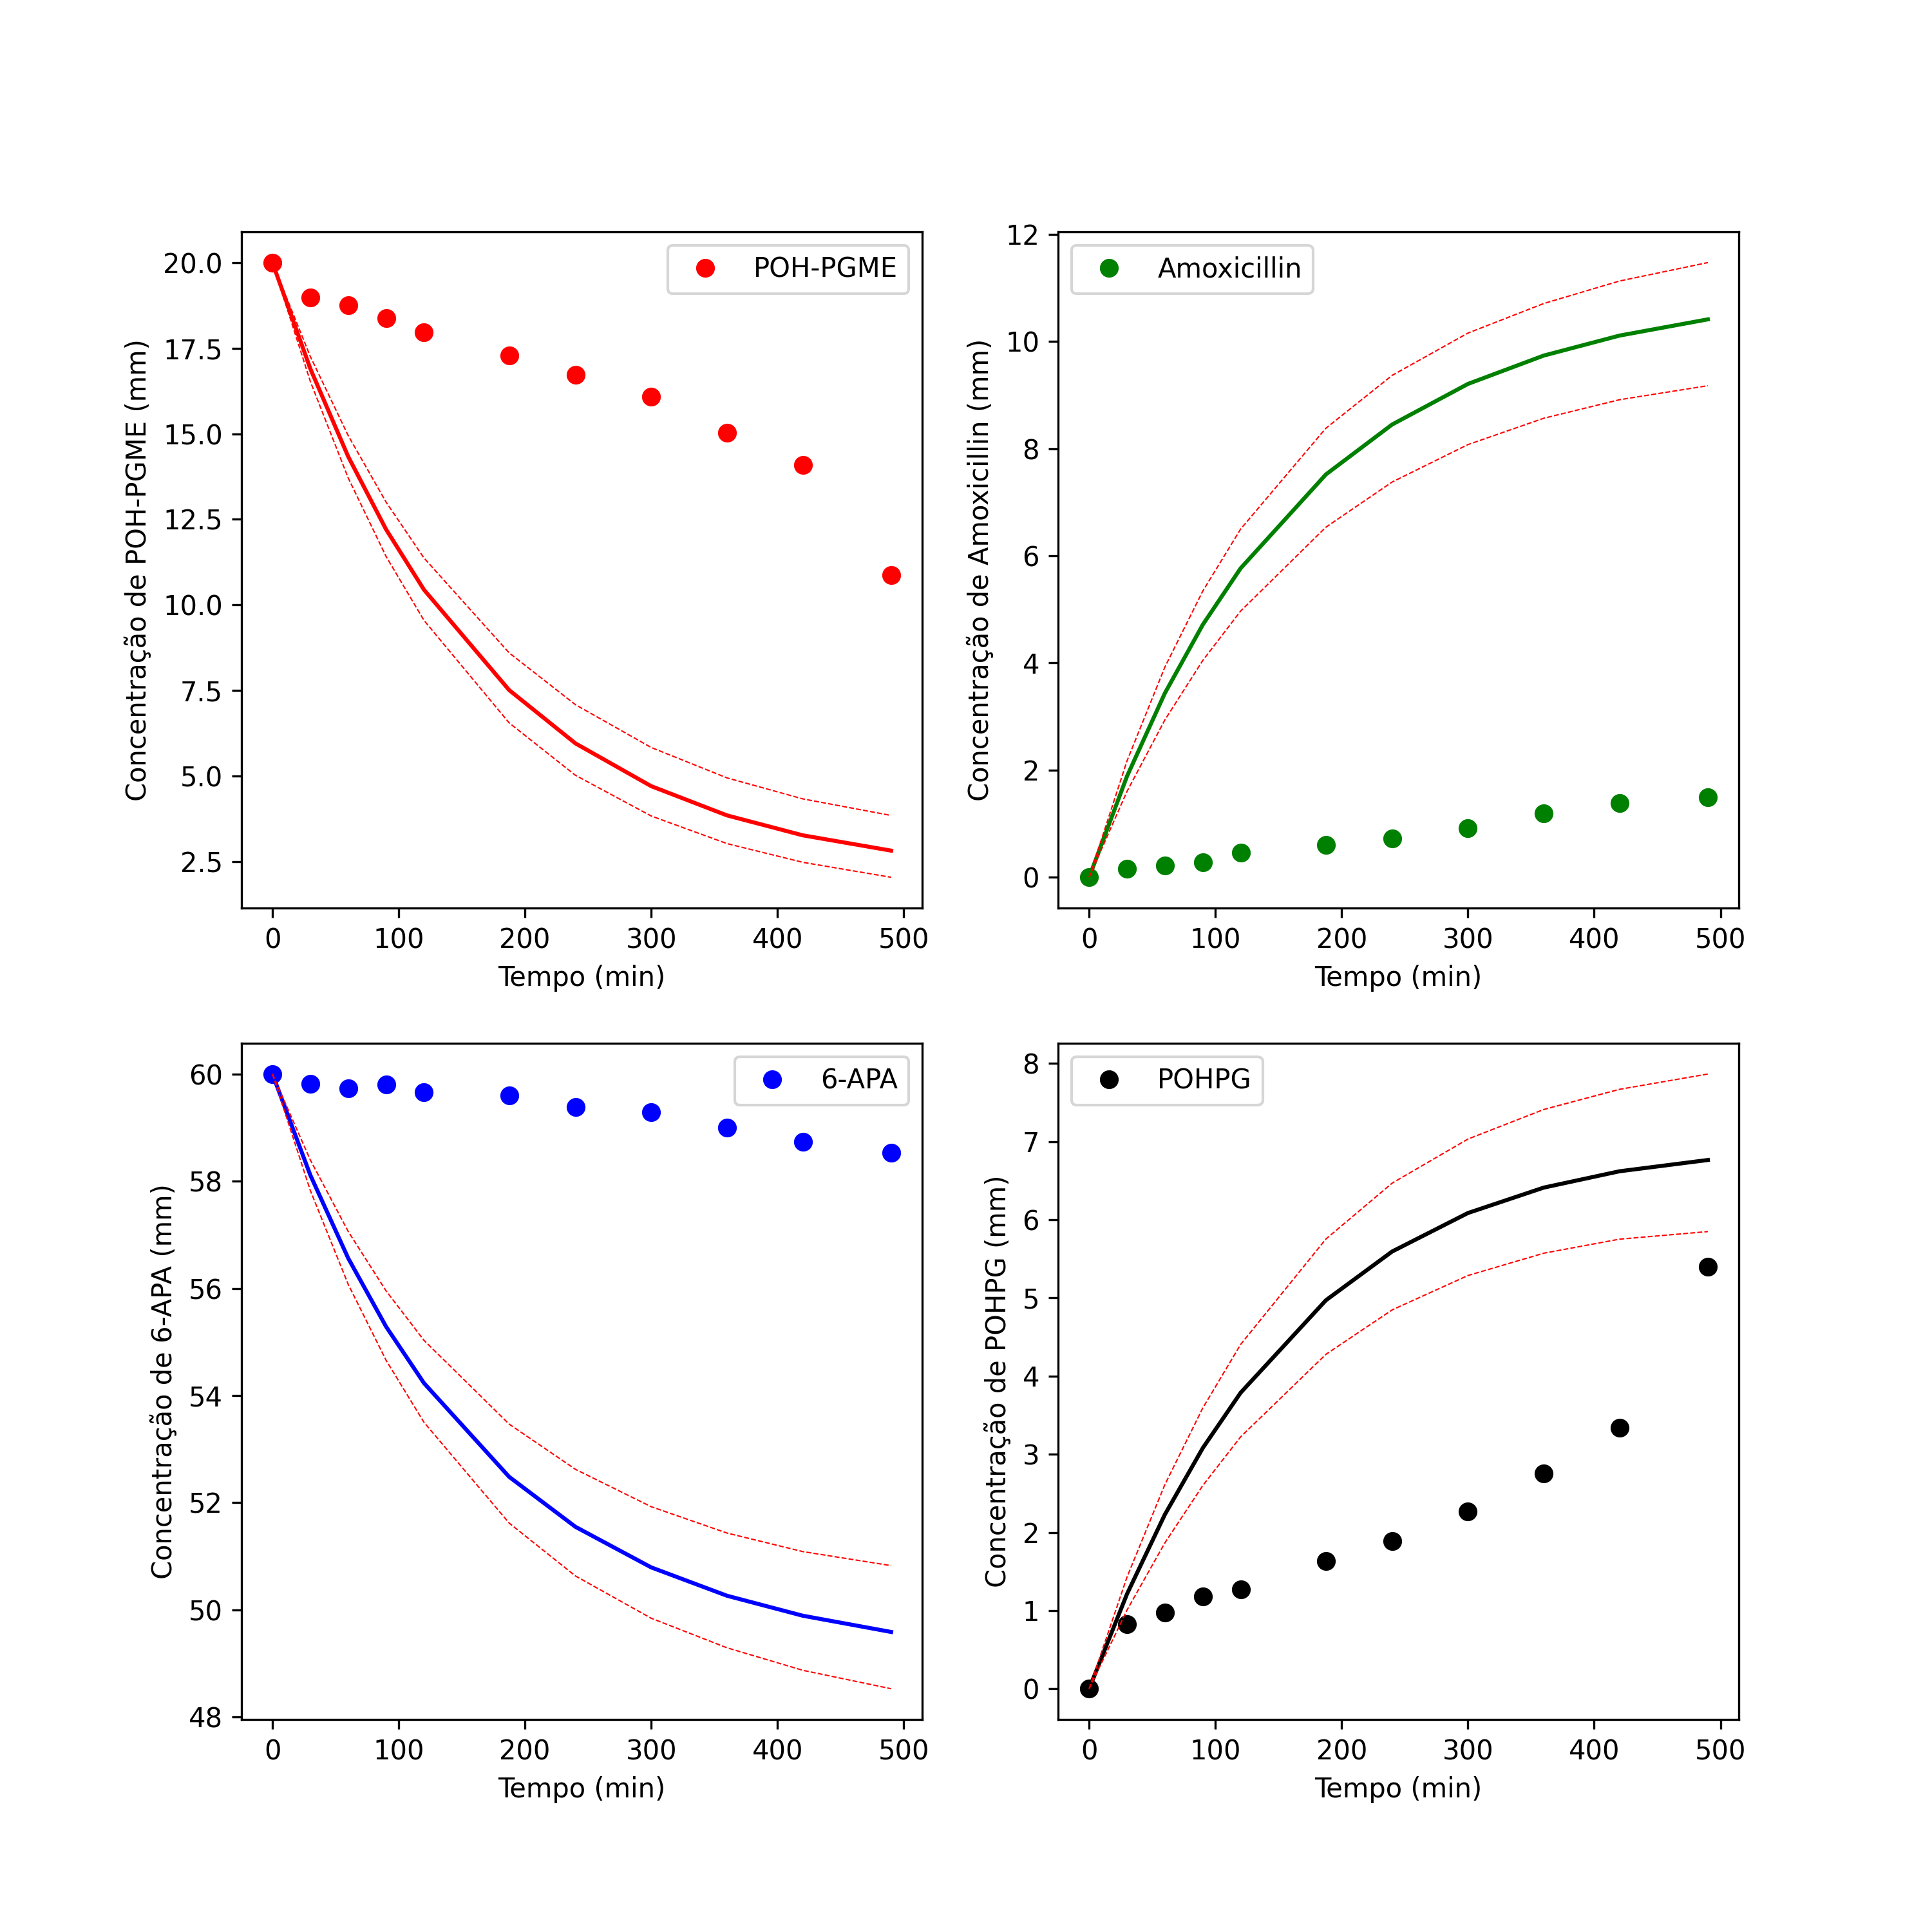 POH-PGME
Concentração de POH-PGME (mm)
20.0
17.5
15.0
12.5
10.0
7.5
5.0
2.5
0 100 200 300 400 500
Tempo (min)
Amoxicillin
Concentração de Amoxicillin (mm)
12
10
8
6
4
2
0
0 100 200 300 400 500
Tempo (min)
6-APA
Concentração de 6-APA (mm)
60
58
56
54
52
50
48
0 100 200 300 400 500
Tempo (min)
POHPG
Concentração de POHPG (mm)
8
7
6
5
4
3
2
1
0
0 100 200 300 400 500
Tempo (min)